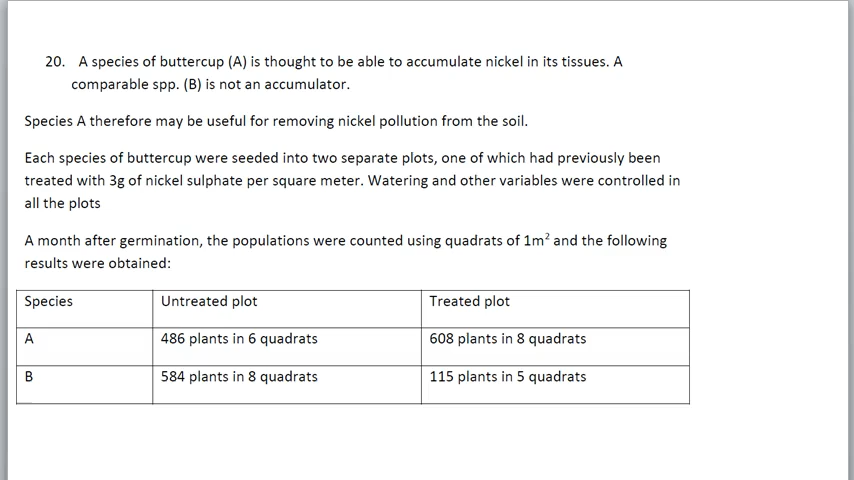 20. A species of buttercup (A) is thought to be able to accumulate nickel in its tissues. A
comparable spp. (B) is not an accumulator.
Species A therefore may be useful for removing nickel pollution from the soil.
Each species of buttercup were seeded into two separate plots, one of which had previously been
treated with 3g of nickel sulphate per square meter. Watering and other variables were controlled in
all the plots
A month after germination, the populations were counted using quadrats of 1m² and the following
results were obtained:
Species Untreated plot Treated plot
A 486 plants in 6 quadrats 608 plants in 8 quadrats
B 584 plants in 8 quadrats 115 plants in 5 quadrats